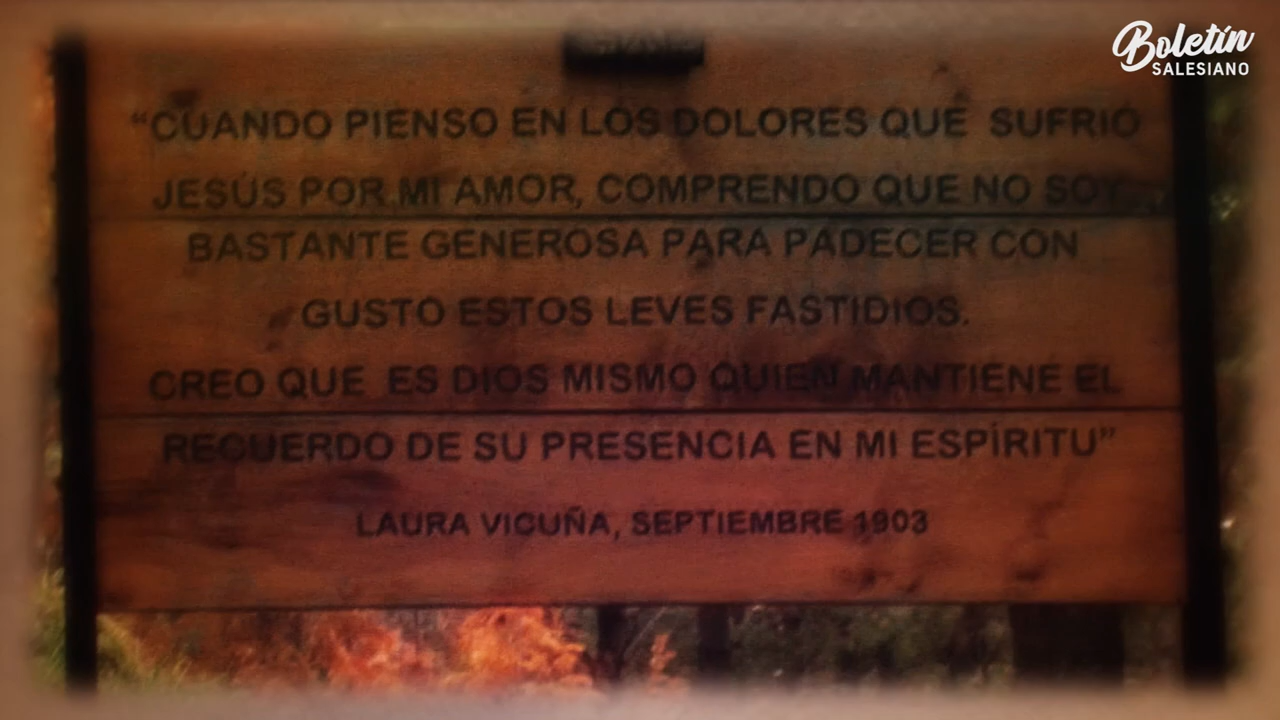 Boletín
SALESIANO
“CUANDO PIENSO EN LOS DOLORES QUE SUFRIÓ
JESÚS POR MI AMOR, COMPRENDO QUE NO SOY
BASTANTE GENEROSA PARA PADECER CON
GUSTO ESTOS LEVES FASTIDIOS.
CREO QUE ES DIOS MISMO QUIEN MANTIENE EL
RECUERDO DE SU PRESENCIA EN MI ESPÍRITU”
LAURA VICUÑA, SEPTIEMBRE 1903